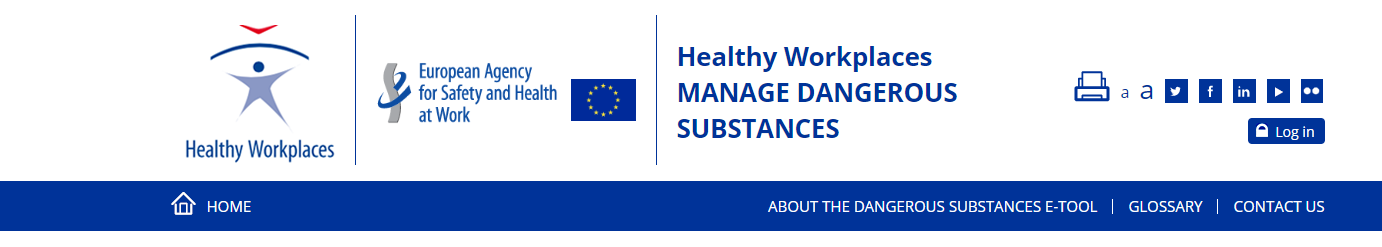 Healthy Workplaces
European Agency
for Safety and Health
at Work
Healthy Workplaces
MANAGE DANGEROUS
SUBSTANCES
a a
f in
Log in
HOME
ABOUT THE DANGEROUS SUBSTANCES E-TOOL | GLOSSARY | CONTACT US